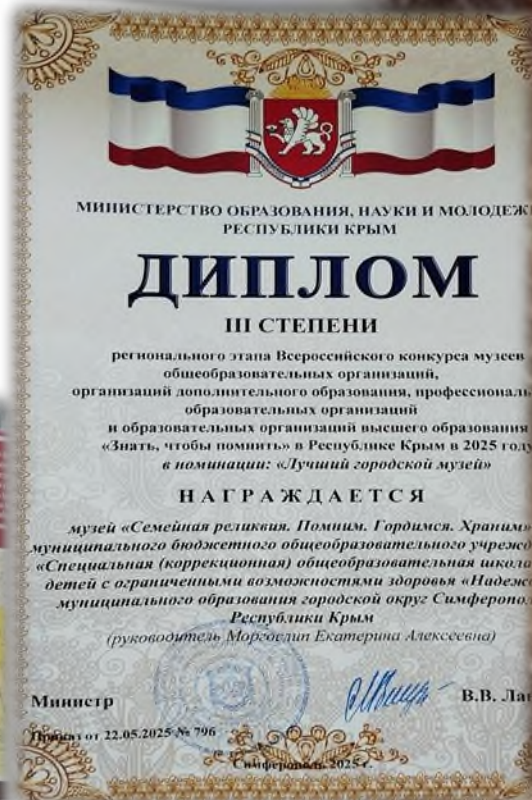 МИНИСТЕРСТВО ОБРАЗОВАНИЯ, НАУКИ И МОЛОДЕЖ
РЕСПУБЛИКИ КРЫМ
ДИПЛОМ
III СТЕПЕНИ
регионального этапа Всероссийского конкурса музеев
общеобразовательных организаций,
организаций дополнительного образования, профессиональ
образовательных организаций
и образовательных организаций высшего образования
«Знать, чтобы помнить» в Республике Крым в 2025 году
в номинации: «Лучший городской музей»
НАГРАЖДАЕТСЯ
музей «Семейная реликвия. Помним. Гордимся. Храним»
муниципального бюджетного общеобразовательного учрежд
«Специальная (коррекционная) общеобразовательная школа
детей с ограниченными возможностями здоровья «Надеж
муниципального образования городской округ Симферопол
Республики Крым
(руководитель Моргослип Екатерина Алексеевна)
Министр
В.В. Лав
Приказ от 22.05.2025 № 796
Симферополь 2025 г.